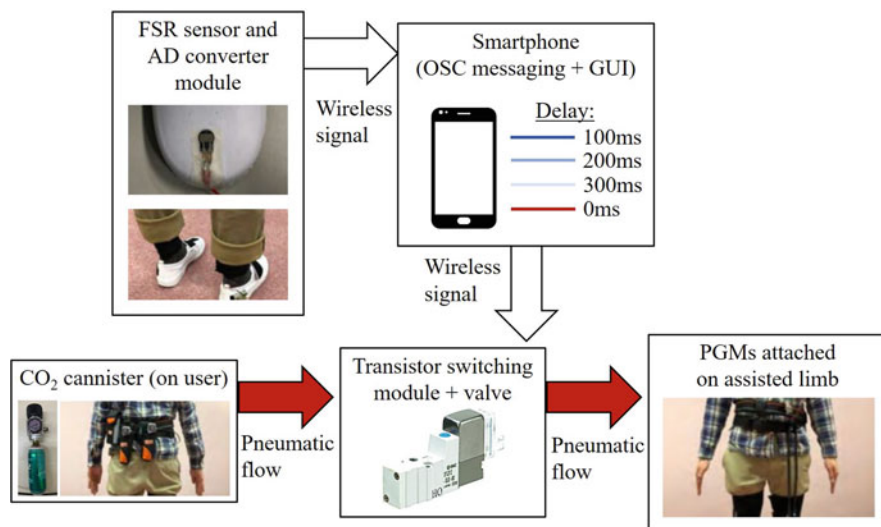 FSR sensor and
AD converter
module
Wireless
signal
Smartphone
(OSC messaging + GUI)
Delay:
100ms
200ms
300ms
0ms
Wireless
signal
CO₂ cannister (on user)
Pneumatic
flow
Transistor switching
module + valve
Pneumatic
flow
PGMs attached
on assisted limb